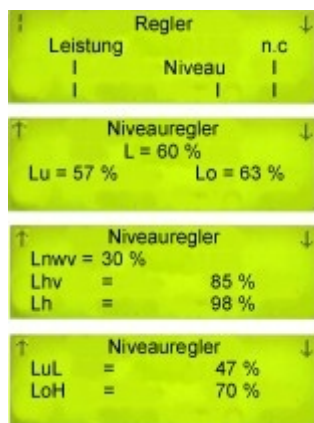 Regler ↓
Leistung n.c
Niveau
↑ Niveauregler ↓
L = 60 %
Lu = 57 % Lo = 63 %
↑ Niveauregler ↓
Lnwv = 30 %
Lhv = 85 %
Lh = 98 %
↑ Niveauregler ↓
LuL = 47 %
LoH = 70 %